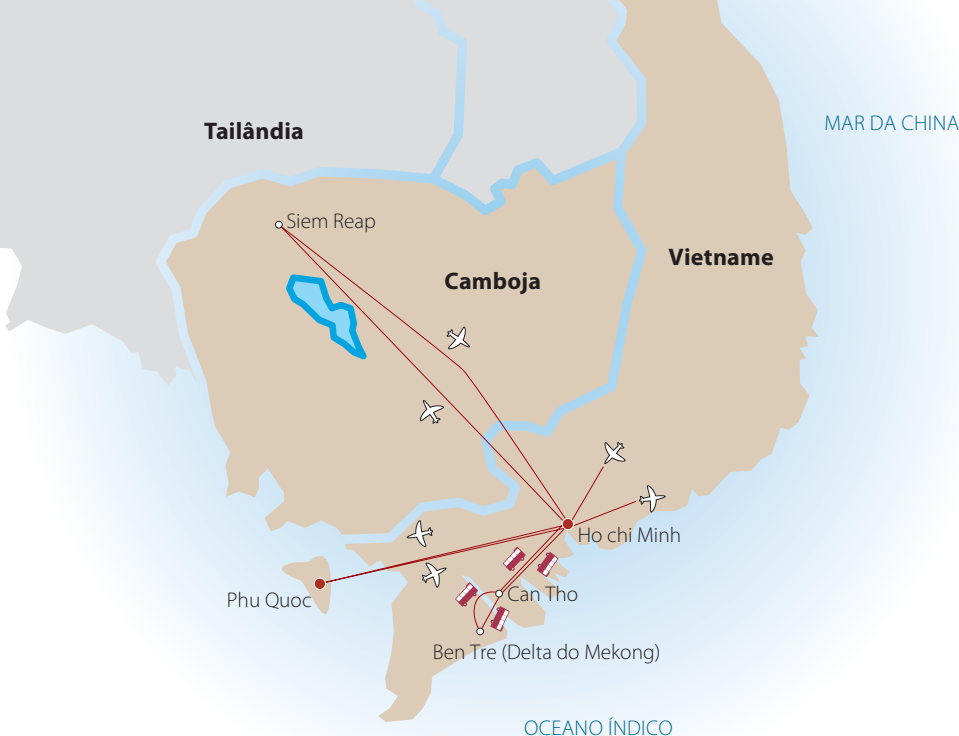 MAR DA CHINA
Tailândia
Siem Reap
Vietname
Camboja
Ho chi Minh
Can Tho
Phu Quoc
Ben Tre (Delta do Mekong)
OCEANO ÍNDICO